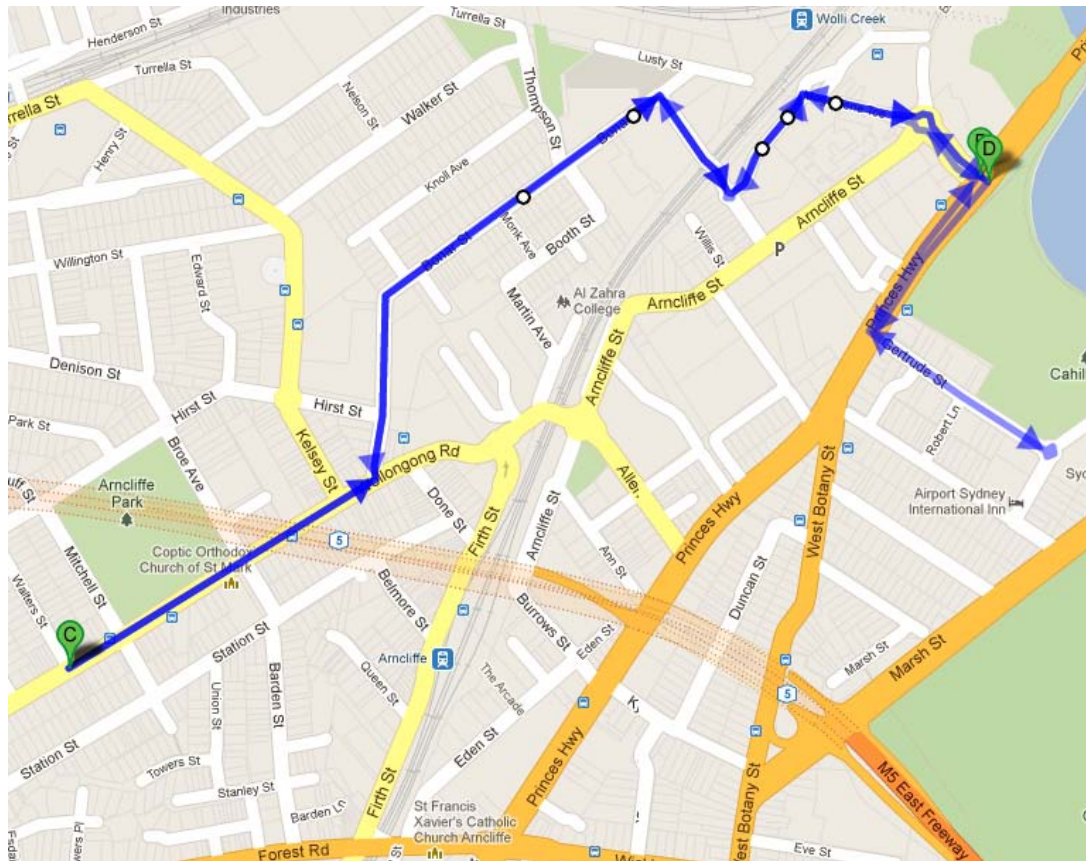 Industries
Turrella St
Wolli Creek
Henderson St
Turrella St
Lusty St
Nelson St
Walker St
Thompson St
Henry St
Knoll Ave
Arncliffe St
D
Monk Ave
Booth St
Bonar St
Willis St
P
Willington St
Edward St
Al Zahra
College
Martin Ave
Arncliffe St
Princes Hwy
Denison St
Arncliffe St
Gertrude St
Hirst St
Hirst St
Park St
Robert Ln
Kelsey St
Broe Ave
Arncliffe
Park
Done St
Firth St
Arncliffe St
Princes Hwy
West Botany St
Airport Sydney
International Inn
5
Coptic Orthodox
Church of St Mark
Mitchell St
Walters St
Ann St
Duncan St
Belmore St
Burrows St
C
Station St
Eden St
Arncliffe
Marsh St
Marsh St
Queen St
The Arcade
5
Union St
Barden St
Station St
Eden St
Princes Hwy
Towers St
Stanley St
Firth St
West Botany St
M5 East Freeway
Barden Ln
St Francis
Xavier's Catholic
Church Arncliffe
Forest Rd
Eve St